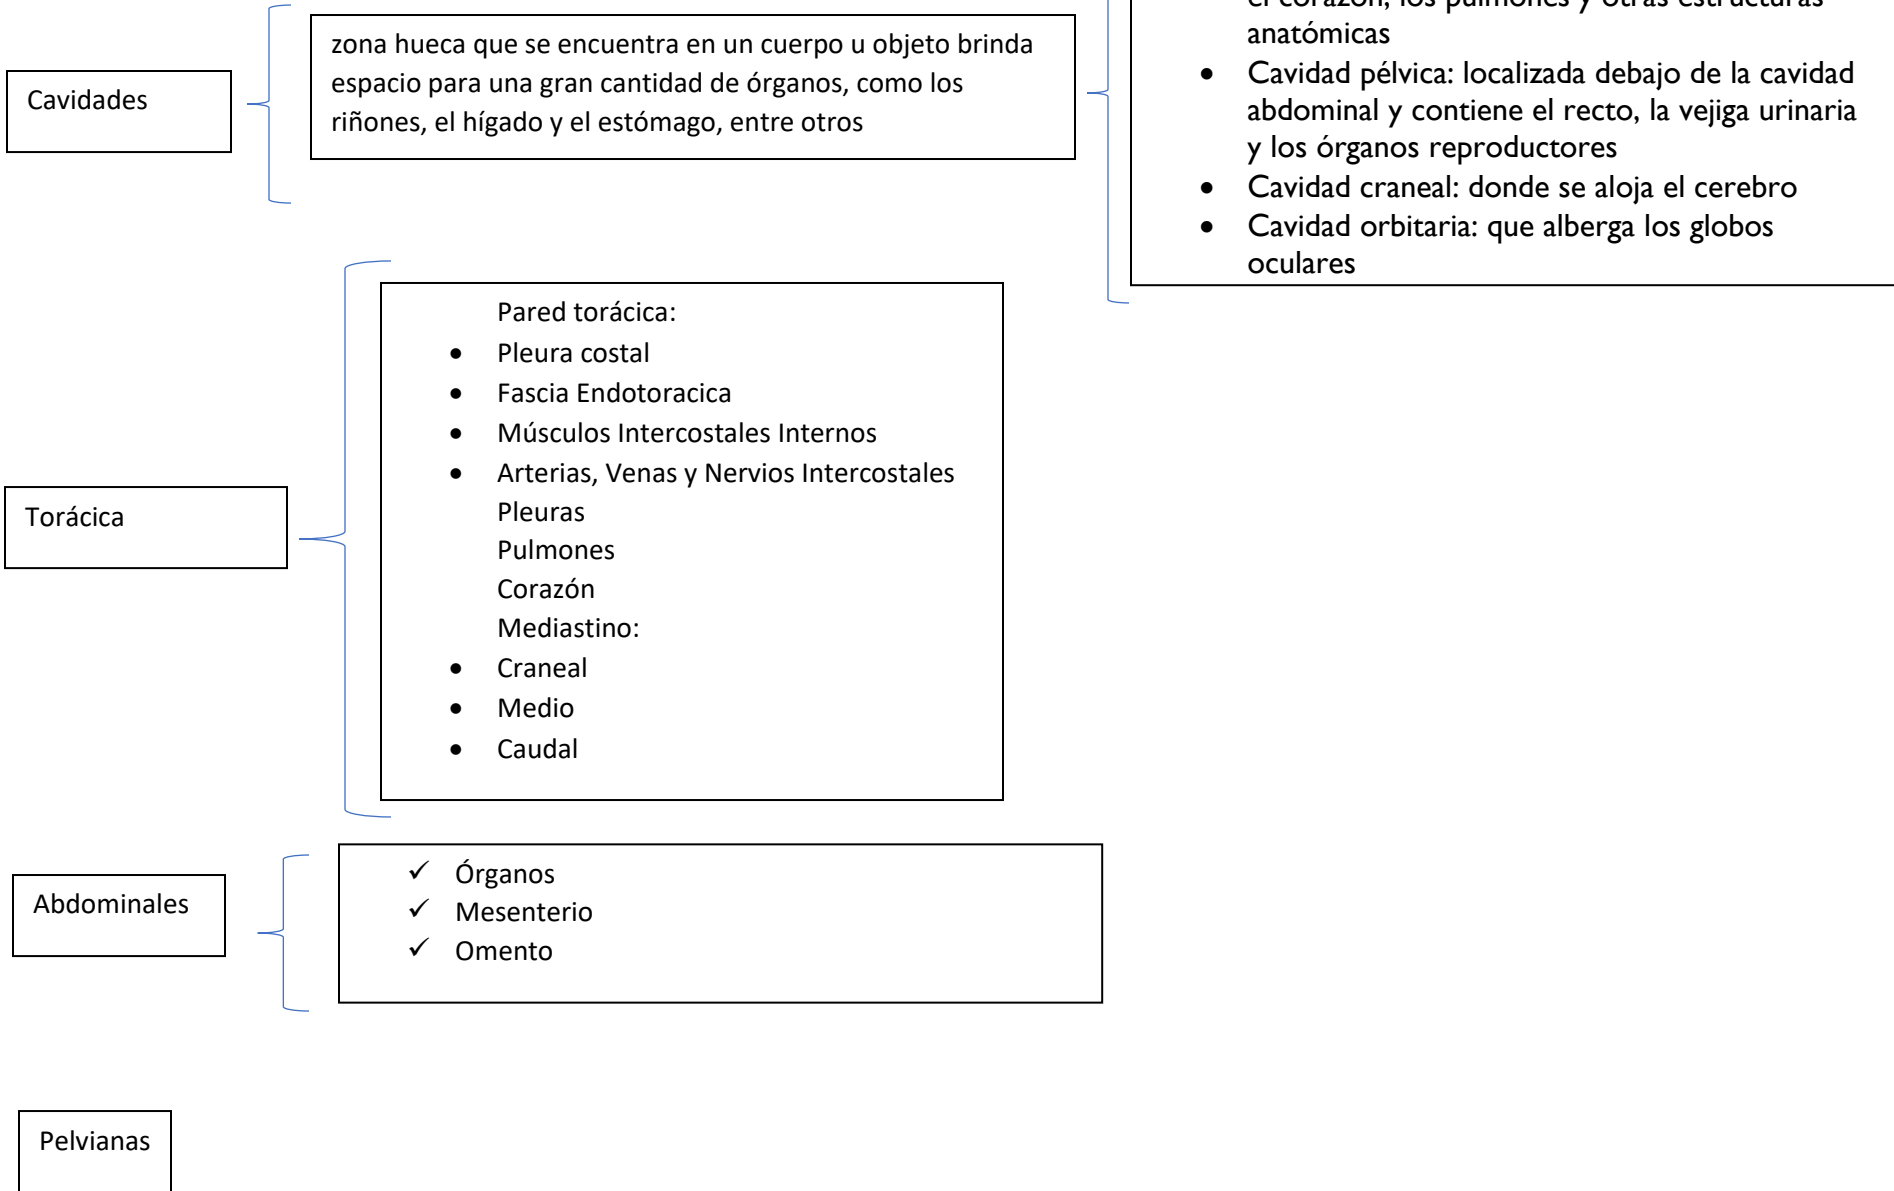 Cavidades
zona hueca que se encuentra en un cuerpo u objeto brinda
espacio para una gran cantidad de órganos, como los
riñones, el hígado y el estómago, entre otros
el corazón, los pulmones y otras estructuras
anatómicas
• Cavidad pélvica: localizada debajo de la cavidad
abdominal y contiene el recto, la vejiga urinaria
y los órganos reproductores
• Cavidad craneal: donde se aloja el cerebro
• Cavidad orbitaria: que alberga los globos
oculares
Torácica
Pared torácica:
• Pleura costal
• Fascia Endotoracica
• Músculos Intercostales Internos
• Arterias, Venas y Nervios Intercostales
Pleuras
Pulmones
Corazón
Mediastino:
• Craneal
• Medio
• Caudal
Abdominales
✓ Órganos
✓ Mesenterio
✓ Omento
Pelvianas